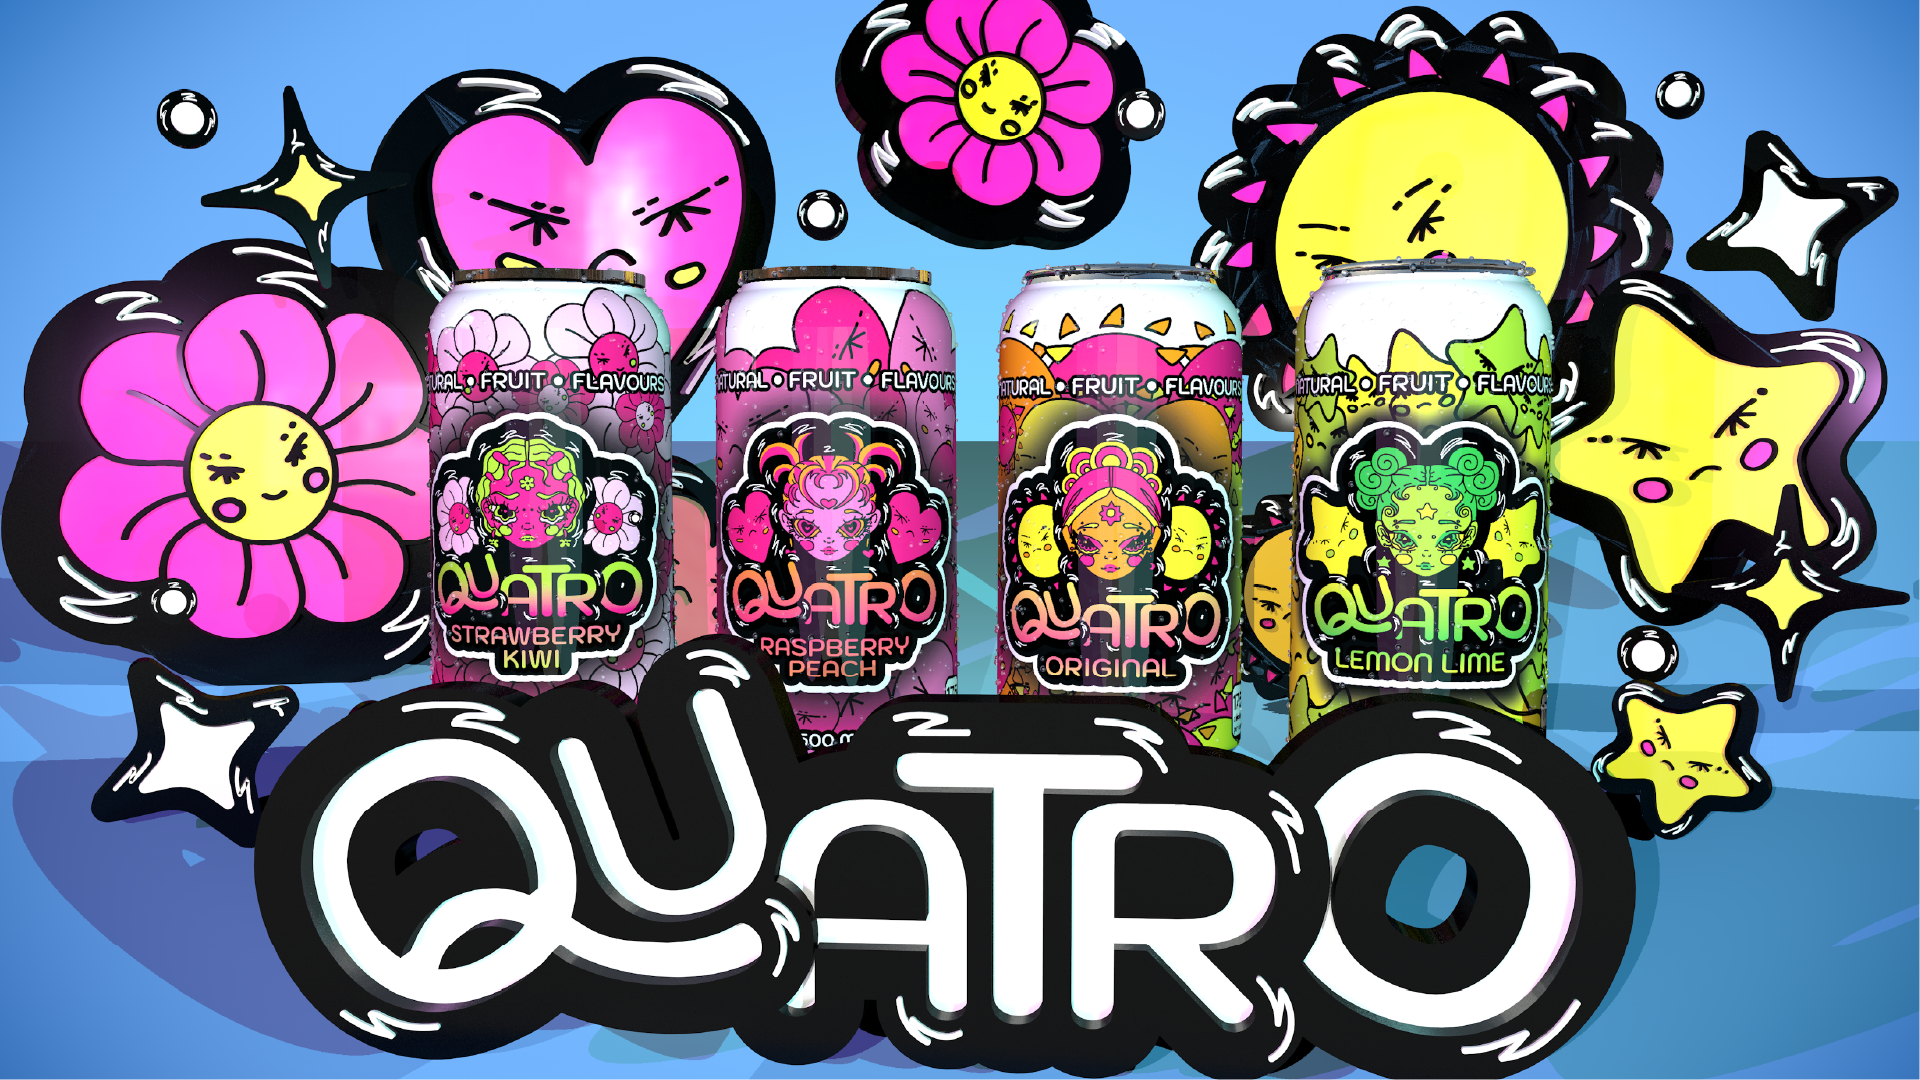 NATURAL • FRUIT • FLAVOURS
QUATRO
STRAWBERRY
KIWI
NATURAL • FRUIT • FLAVOURS
QUATRO
RASPBERRY
PEACH
NATURAL • FRUIT • FLAVOURS
QUATRO
ORIGINAL
NATURAL • FRUIT • FLAVOURS
QUATRO
LEMON LIME
QUATRO